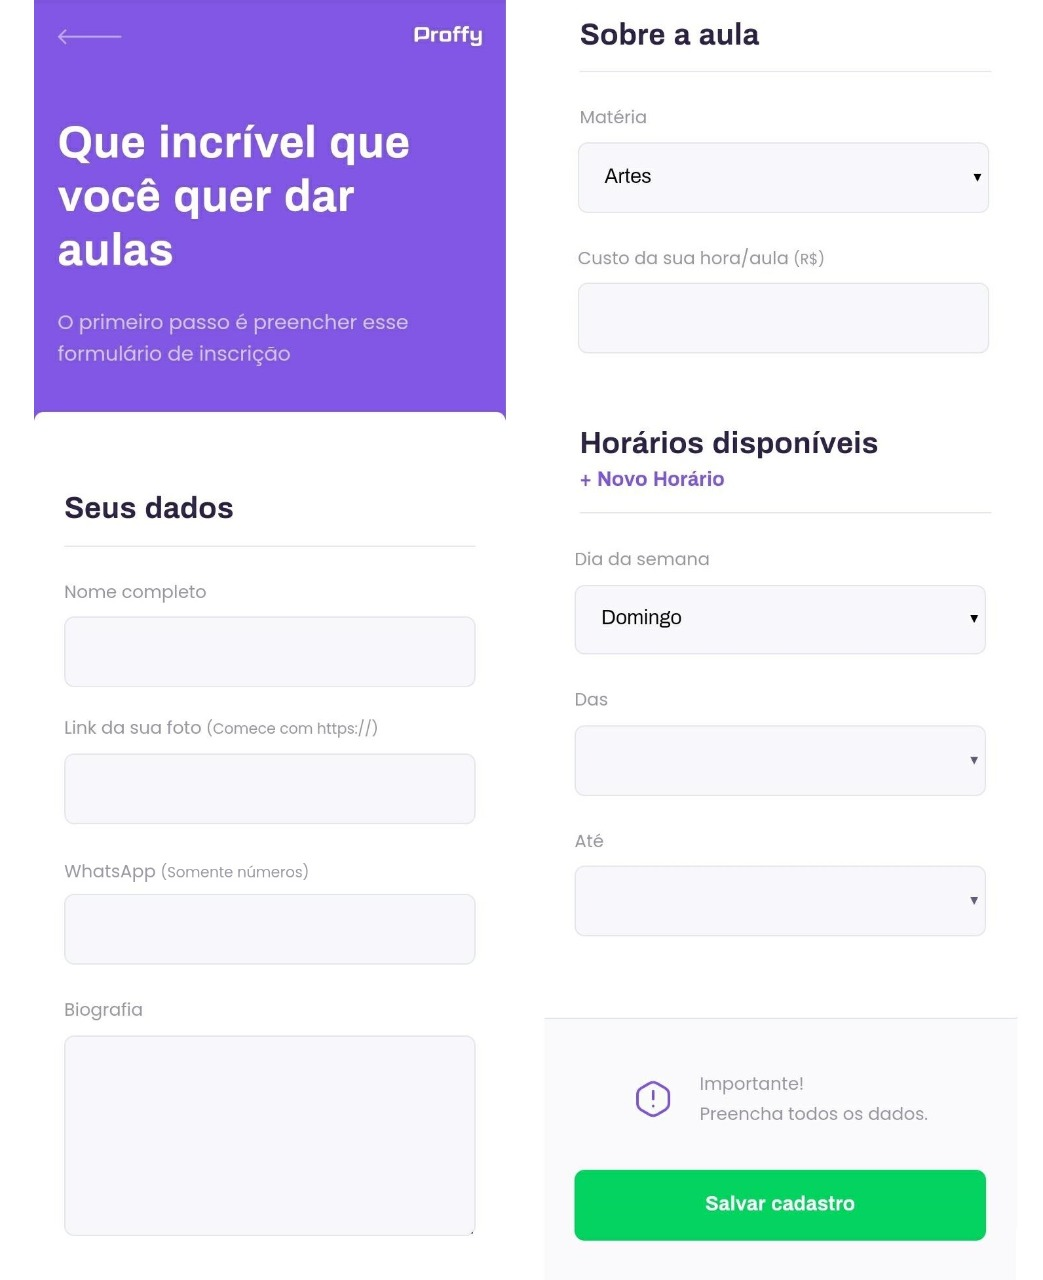 Proffy
Que incrível que
você quer dar
aulas
O primeiro passo é preencher esse
formulário de inscrição
Seus dados
Nome completo
Link da sua foto (Comece com https://)
WhatsApp (Somente números)
Biografia
Sobre a aula
Matéria
Artes
Custo da sua hora/aula (R$)
Horários disponíveis
+ Novo Horário
Dia da semana
Domingo
Das
Até
Importante!
Preencha todos os dados.
Salvar cadastro